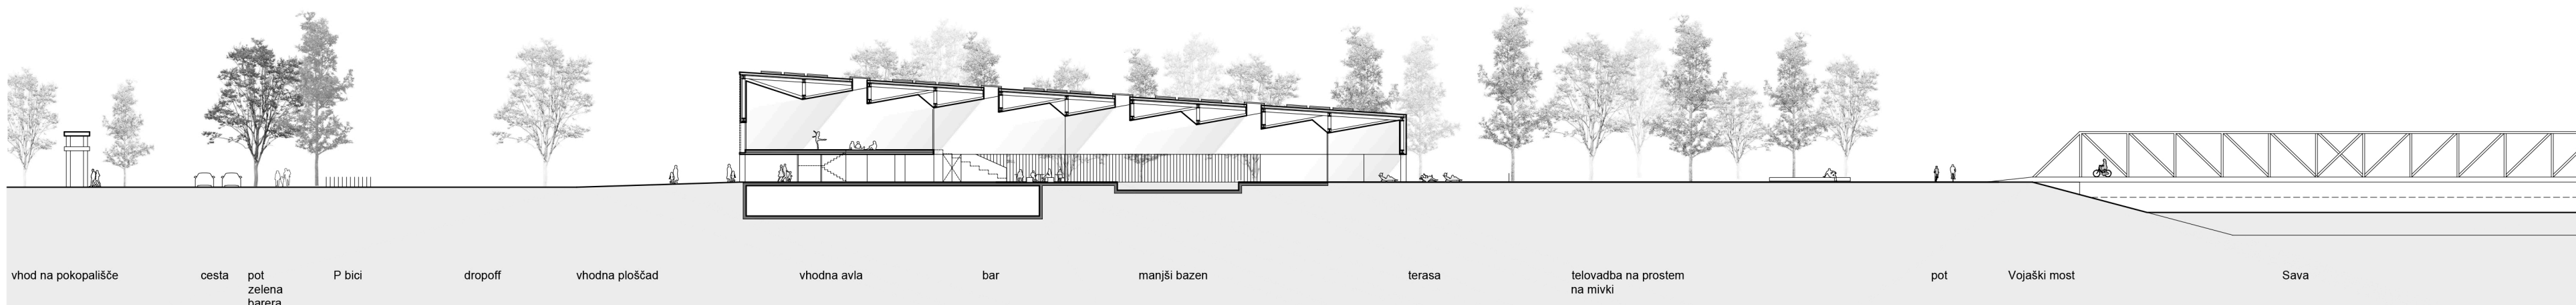 vhod na pokopališče
cesta
pot
zelena
barera
P bici
dropoff
vhodna ploščad
vhodna avla
bar
manjši bazen
terasa
telovadba na prostem
na mivki
pot
Vojaški most
Sava